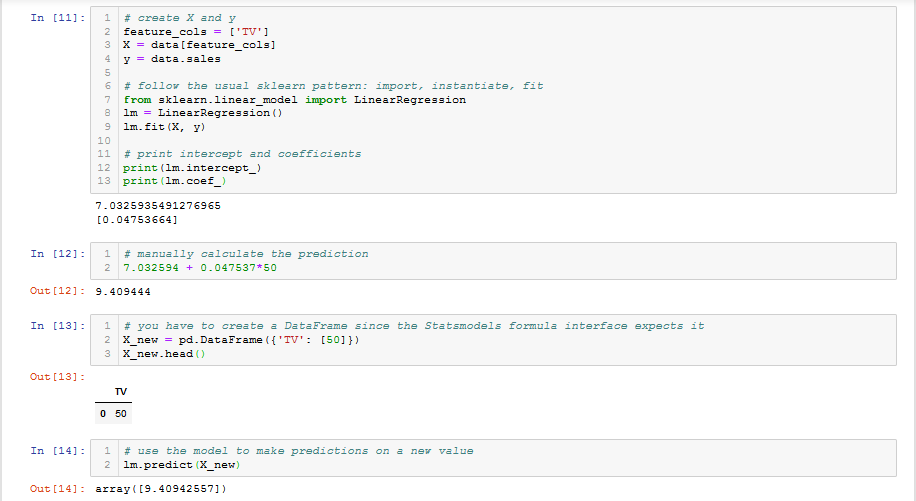 In [11]:
1 # create X and y
2 feature_cols = ['TV']
3 X = data[feature_cols]
4 y = data.sales
5
6 # follow the usual sklearn pattern: import, instantiate, fit
7 from sklearn.linear_model import LinearRegression
8 lm = LinearRegression()
9 lm.fit(X, y)
10
11 # print intercept and coefficients
12 print(lm.intercept_)
13 print(lm.coef_)
7.0325935491276965
[0.04753664]
In [12]:
1 # manually calculate the prediction
2 7.032594 + 0.047537*50
Out[12]: 9.409444
In [13]:
1 # you have to create a DataFrame since the Statsmodels formula interface expects it
2 X_new = pd.DataFrame({'TV': [50]})
3 X_new.head()
Out[13]:
TV
0 50
In [14]:
1 # use the model to make predictions on a new value
2 lm.predict(X_new)
Out[14]: array([9.40942557])